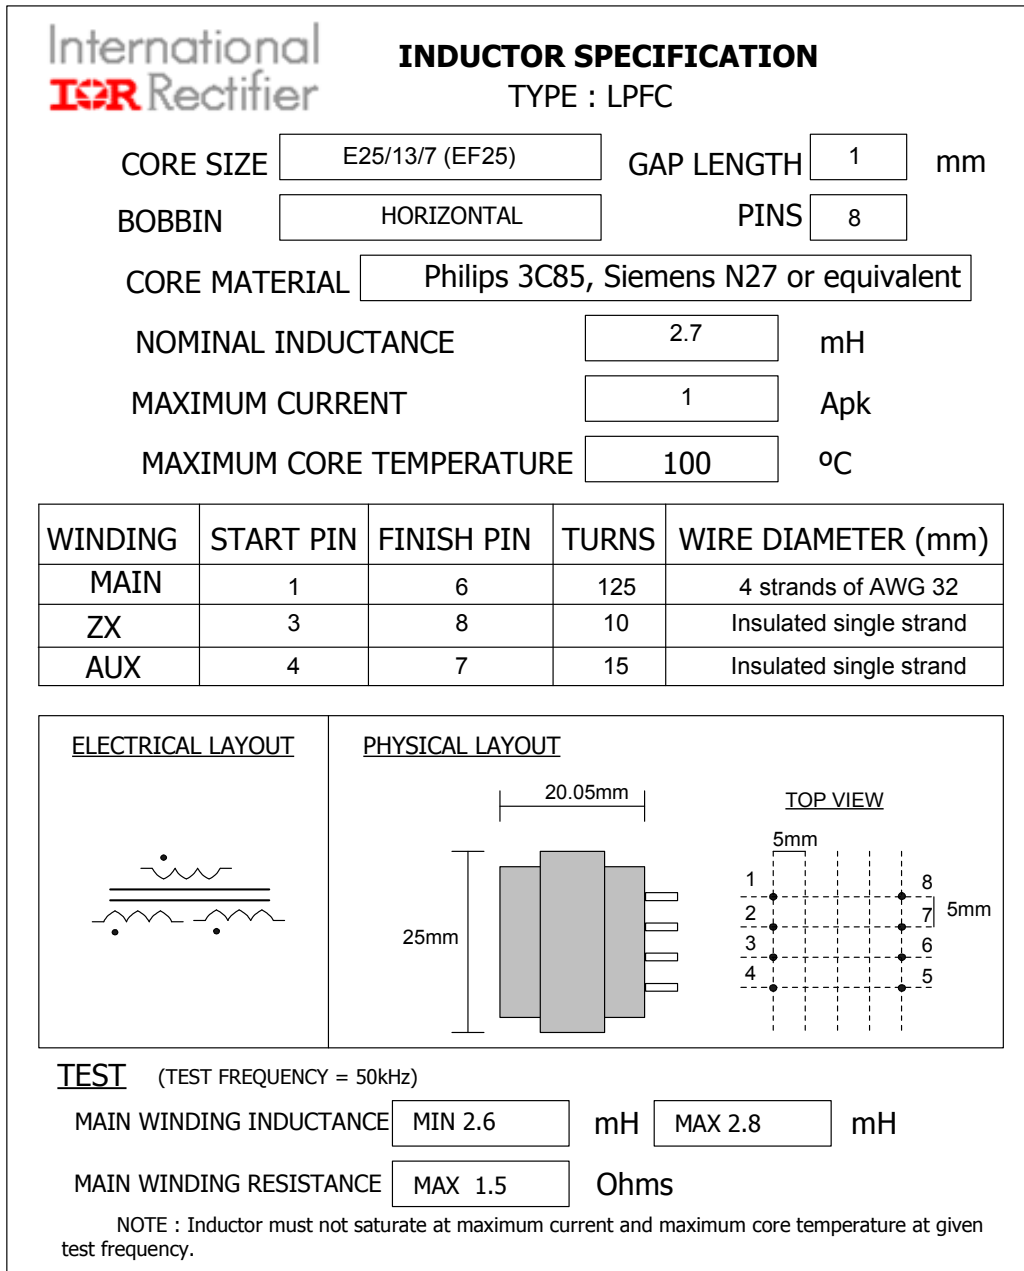 International
IOR Rectifier
INDUCTOR SPECIFICATION
TYPE : LPFC
CORE SIZE E25/13/7 (EF25) GAP LENGTH 1 mm
BOBBIN HORIZONTAL PINS 8
CORE MATERIAL Philips 3C85, Siemens N27 or equivalent
NOMINAL INDUCTANCE 2.7 mH
MAXIMUM CURRENT 1 Apk
MAXIMUM CORE TEMPERATURE 100 ºC
WINDING START PIN FINISH PIN TURNS WIRE DIAMETER (mm)
MAIN 1 6 125 4 strands of AWG 32
ZX 3 8 10 Insulated single strand
AUX 4 7 15 Insulated single strand
ELECTRICAL LAYOUT
PHYSICAL LAYOUT
20.05mm
25mm
TOP VIEW
5mm
1 8
2 7 5mm
3 6
4 5
TEST (TEST FREQUENCY = 50kHz)
MAIN WINDING INDUCTANCE MIN 2.6 mH MAX 2.8 mH
MAIN WINDING RESISTANCE MAX 1.5 Ohms
NOTE : Inductor must not saturate at maximum current and maximum core temperature at given
test frequency.